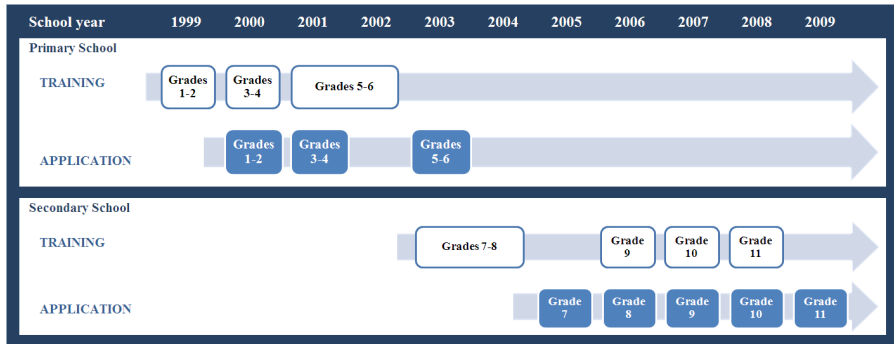 School year 1999 2000 2001 2002 2003 2004 2005 2006 2007 2008 2009
Primary School
TRAINING
Grades
1-2
Grades
3-4
Grades 5-6
APPLICATION
Grades
1-2
Grades
3-4
Grades
5-6
Secondary School
TRAINING
Grades 7-8
Grade
9
Grade
10
Grade
11
APPLICATION
Grade
7
Grade
8
Grade
9
Grade
10
Grade
11